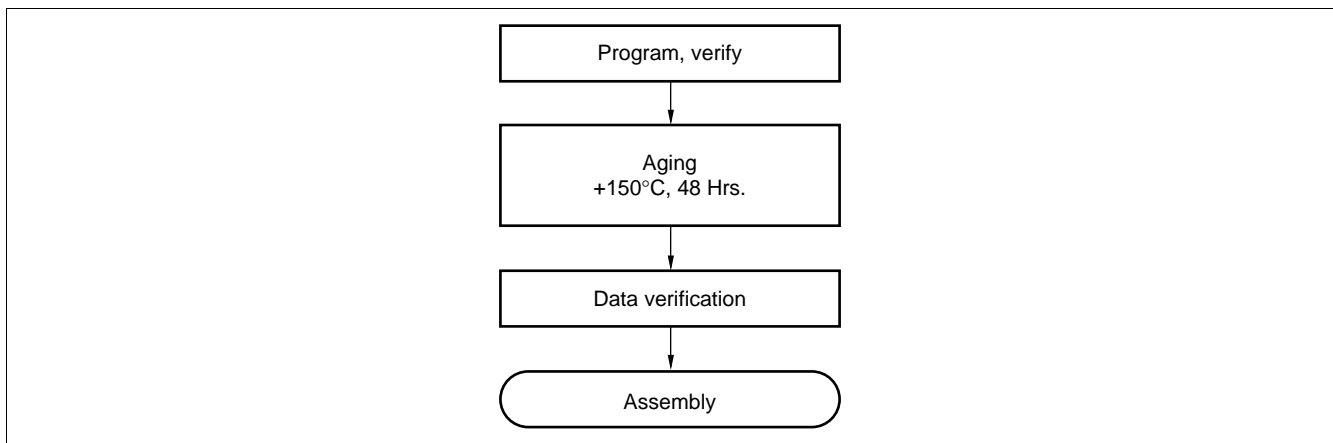 Program, verify
Aging
+150°C, 48 Hrs.
Data verification
Assembly